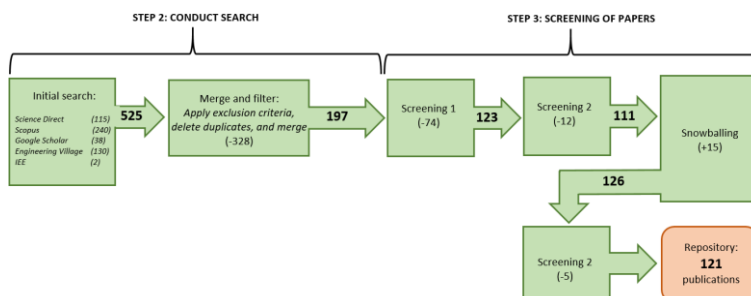 STEP 2: CONDUCT SEARCH
STEP 3: SCREENING OF PAPERS
Initial search:
Science Direct (115)
Scopus (240)
Google Scholar (38)
Engineering Village (130)
IEE (2)
525
Merge and filter:
Apply exclusion criteria,
delete duplicates, and merge
(-328)
197
Screening 1
(-74)
123
Screening 2
(-12)
111
Snowballing
(+15)
126
Screening 2
(-5)
Repository:
121
publications